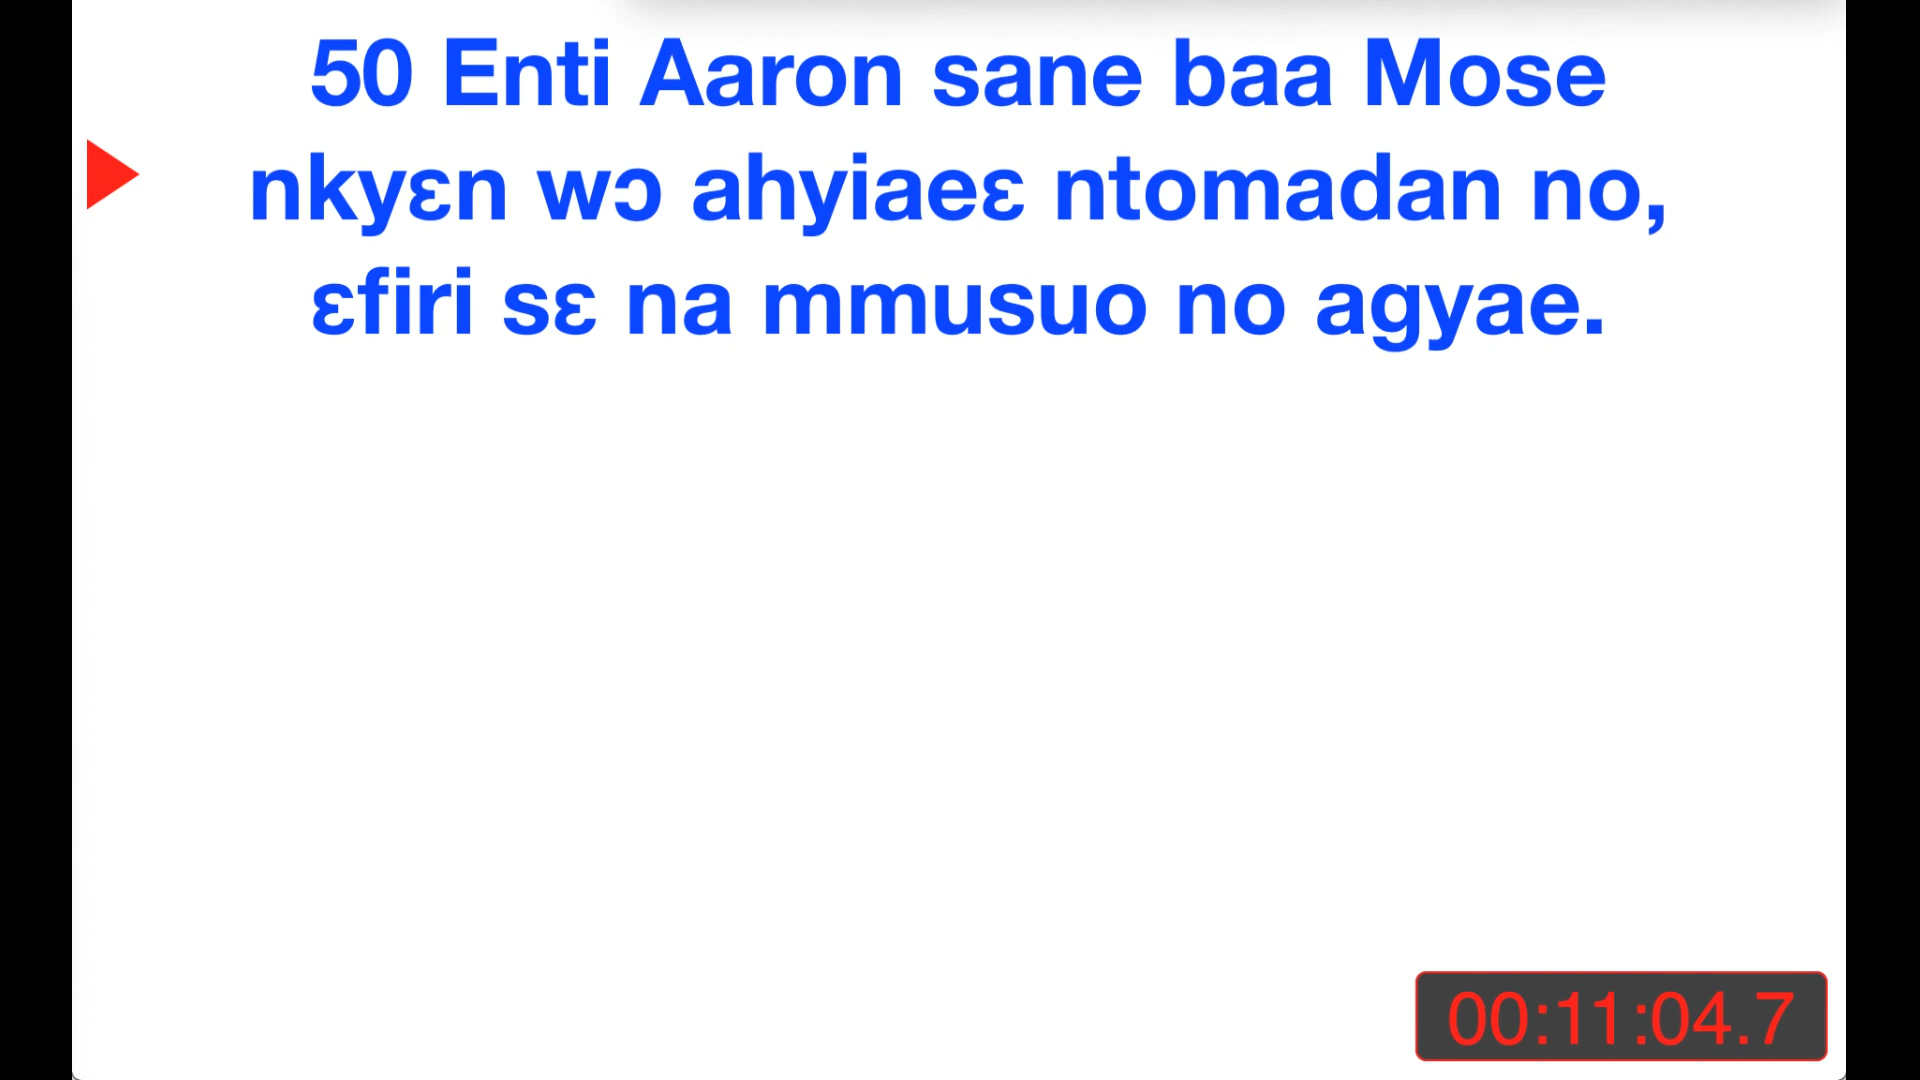 50 Enti Aaron sane baa Mose
nkyɛn wɔ ahyiaeɛ ntomadan no,
ɛfiri sɛ na mmusuo no agyae.
00:11:04.7